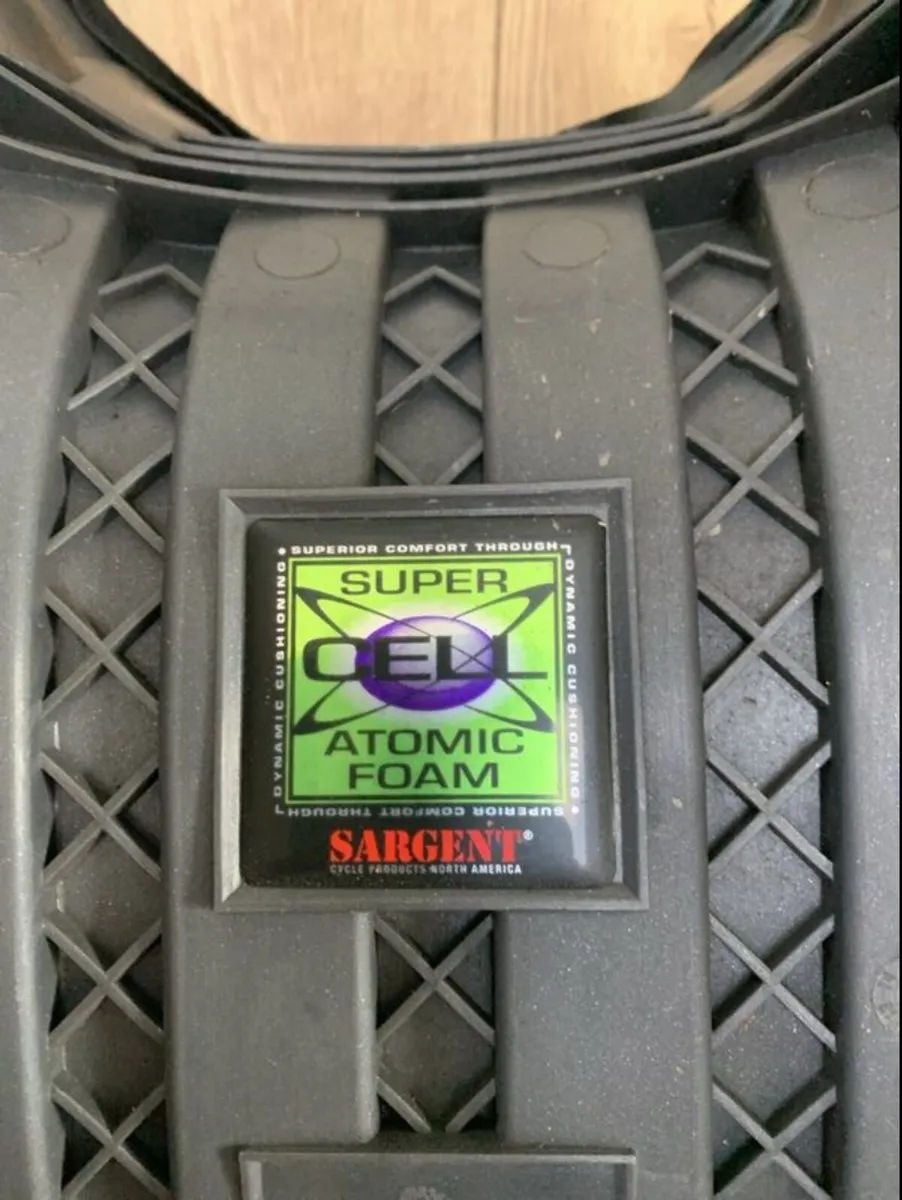 • SUPERIOR COMFORT THROUGH
DYNAMIC CUSHIONING
SUPER
CELL
ATOMIC
FOAM
DYNAMIC CUSHIONING •
SUPERIOR COMFORT THROUGH
SARGENT®
CYCLE PRODUCTS NORTH AMERICA